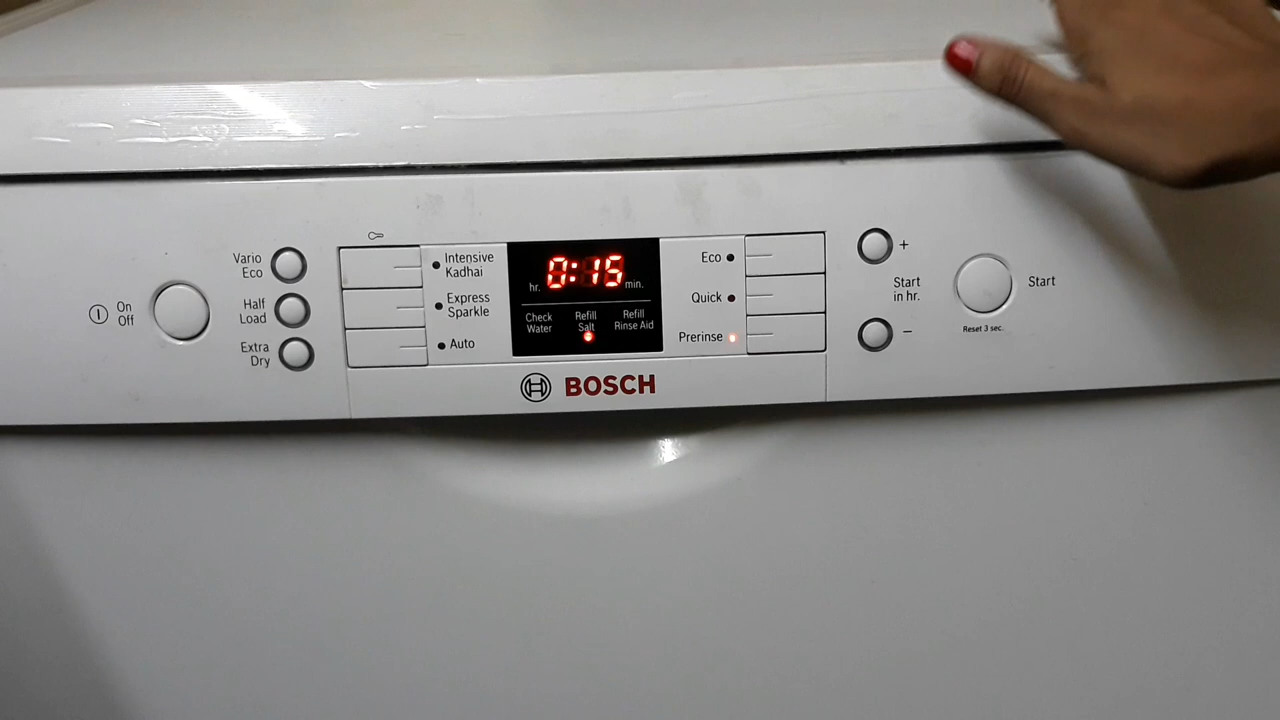 On
Off
Vario
Eco
Half
Load
Extra
Dry
Intensive
Kadhai
Express
Sparkle
Auto
hr. 0:15 min.
Check
Water
Refill
Salt
Refill
Rinse Aid
Eco
Quick
Prerinse
+
Start
in hr.
−
Start
Reset 3 sec.
BOSCH